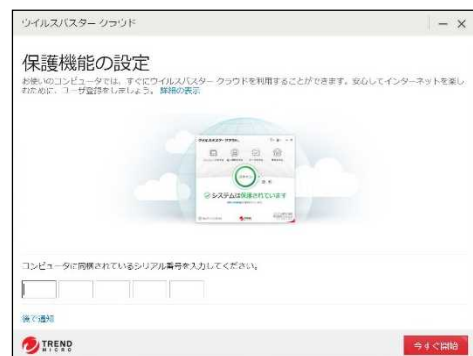 ウイルスバスター クラウド
保護機能の設定
お使いのコンピュータでは、すぐにウイルスバスター クラウドを利用することができます。安心してインターネットを楽し
むために、ユーザ登録をしましょう。 詳細の表示
ウイルスバスター クラウド
システムは保護されています
コンピュータに同梱されているシリアル番号を入力してください。
後で通知
TREND
MICRO
今すぐ開始